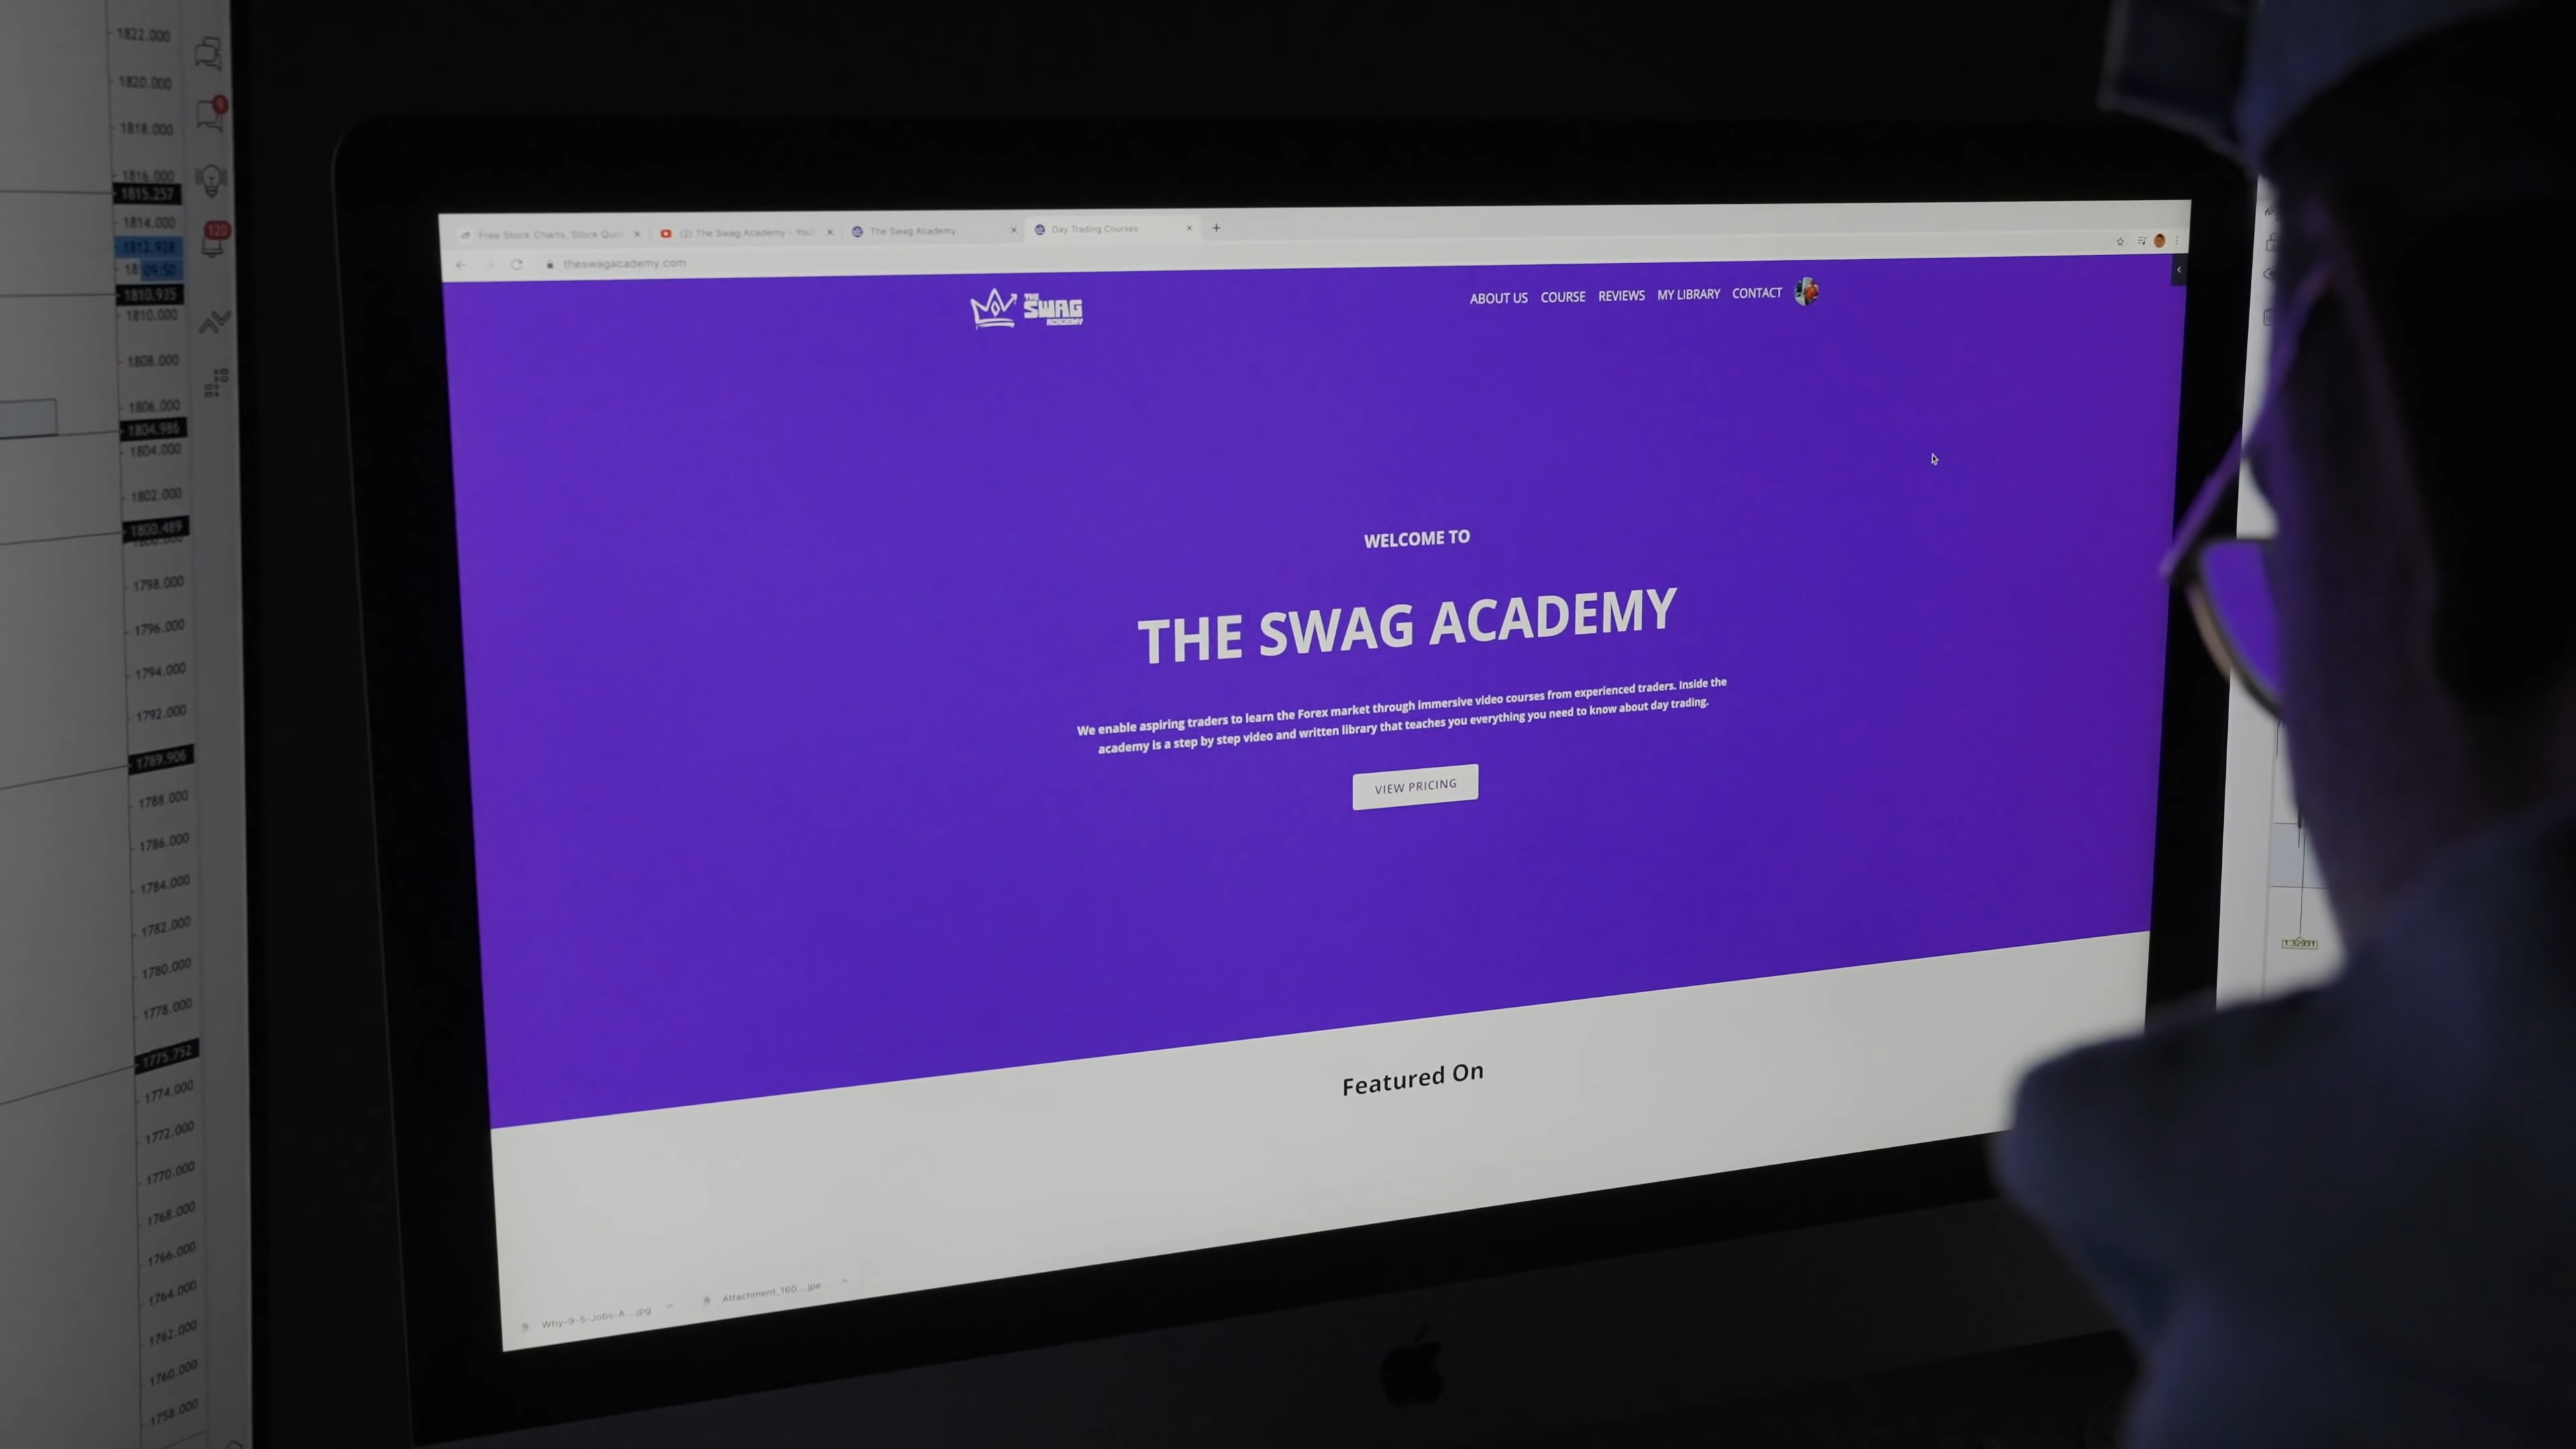 1822.000
1820.000
1818.000
1816.000
1815.257
1814.000
1812.928
18 09:50
1810.935
1810.000
1808.000
1806.000
1804.986
1804.000
1802.000
1800.489
1798.000
1796.000
1794.000
1792.000
1789.906
1788.000
1786.000
1784.000
1782.000
1780.000
1778.000
1775.752
1774.000
1772.000
1770.000
1768.000
1766.000
1764.000
1762.000
1760.000
1758.000
9
120
Free Stock Charts, Stock Quo
(2) The Swag Academy - You
The Swag Academy
Day Trading Courses
theswagacademy.com
THE
SWAG
ACADEMY
ABOUT US COURSE REVIEWS MY LIBRARY CONTACT
WELCOME TO
THE SWAG ACADEMY
We enable aspiring traders to learn the Forex market through immersive video courses from experienced traders. Inside the
academy is a step by step video and written library that teaches you everything you need to know about day trading.
VIEW PRICING
Featured On
Why-9-5-Jobs-A....jpg
Attachment_160....jpe